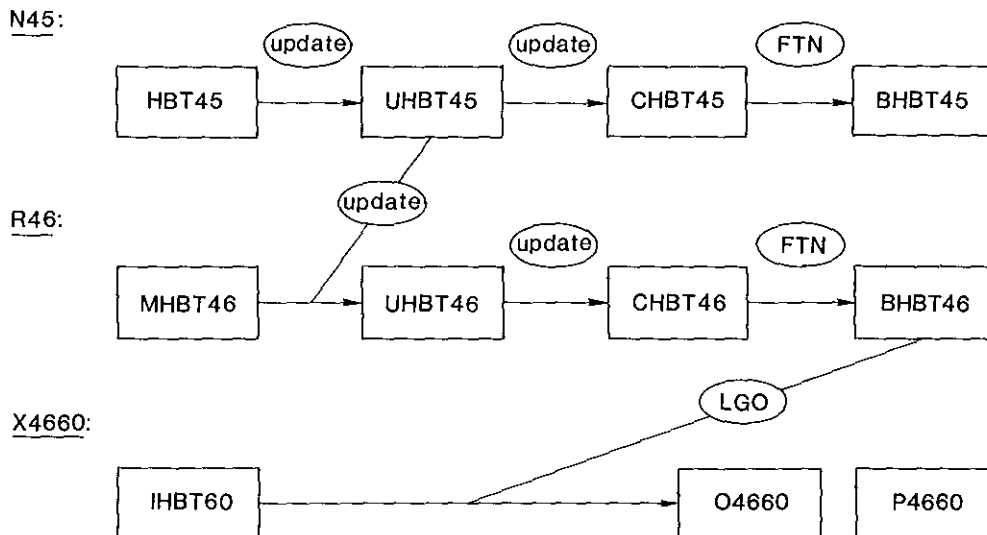 N45:
update update FTN
HBT45 UHBT45 CHBT45 BHBT45
update
R46:
update FTN
MHBT46 UHBT46 CHBT46 BHBT46
LGO
X4660:
IHBT60 O4660 P4660